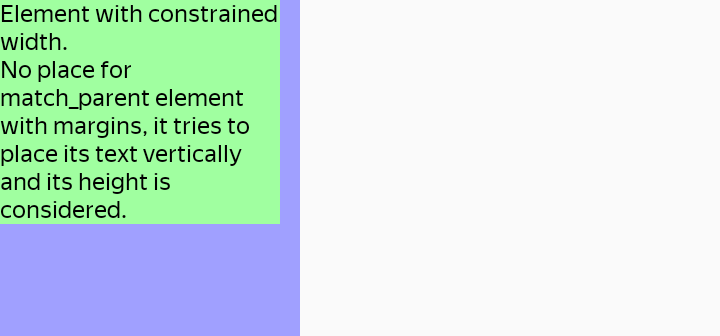 Element with constrained
width.
No place for
match_parent element
with margins, it tries to
place its text vertically
and its height is
considered.